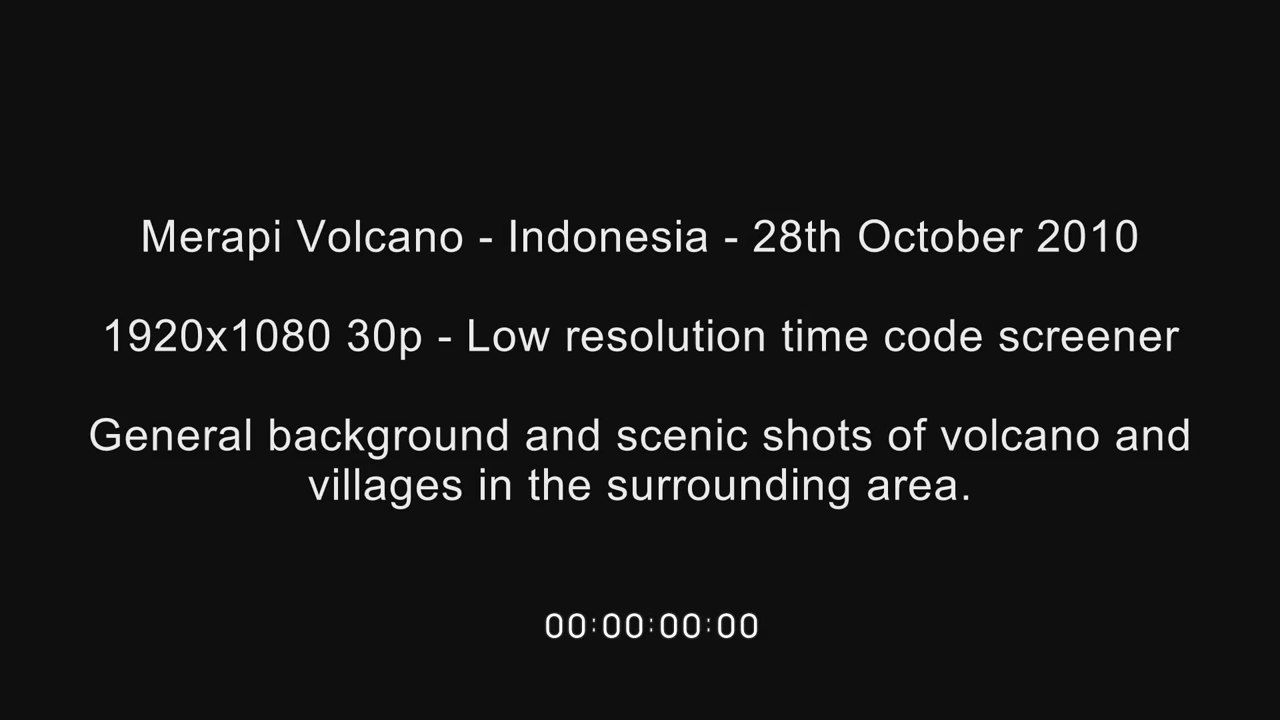 Merapi Volcano - Indonesia - 28th October 2010
1920x1080 30p - Low resolution time code screener
General background and scenic shots of volcano and
villages in the surrounding area.
00:00:00:00